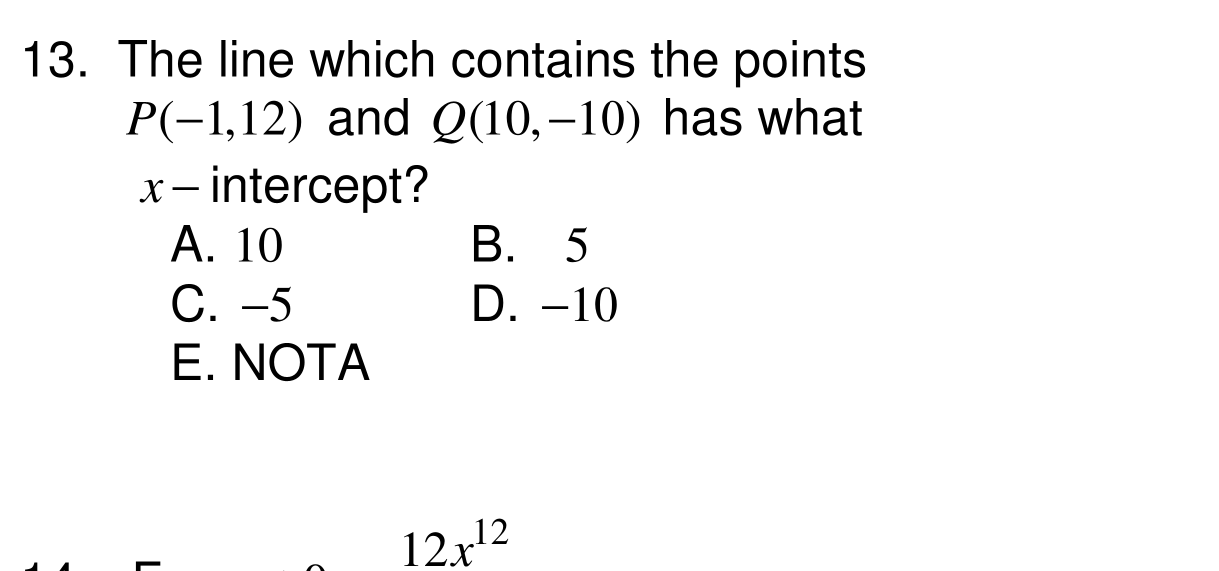 13. The line which contains the points
P(−1,12) and Q(10,−10) has what
x − intercept?
A. 10 B. 5
C. −5 D. −10
E. NOTA
12x^12